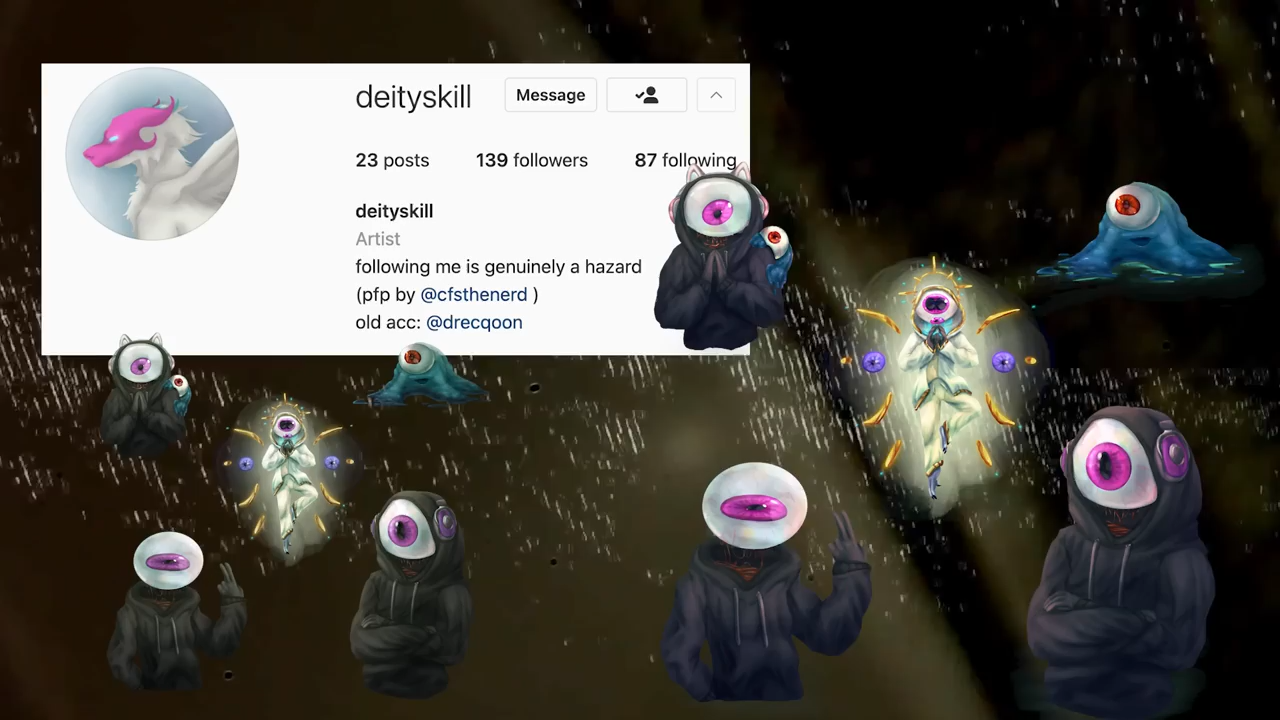 deityskill
Message
23 posts 139 followers 87 following
deityskill
Artist
following me is genuinely a hazard
(pfp by @cfsthenerd )
old acc: @drecqoon